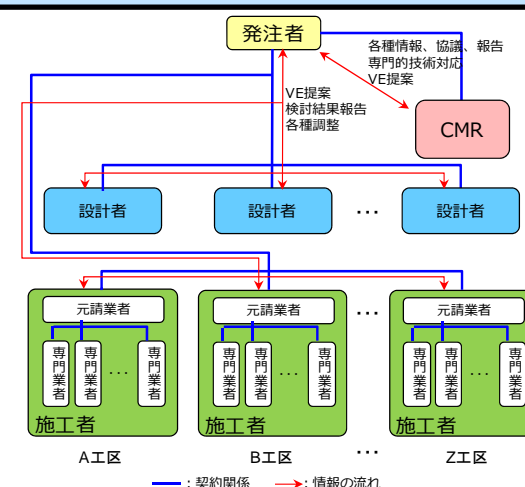 発注者
各種情報、協議、報告
専門的技術対応
VE提案
CMR
VE提案
検討結果報告
各種調整
設計者
設計者
…
設計者
元請業者
専門業者
専門業者
…
専門業者
施工者
元請業者
専門業者
専門業者
…
専門業者
施工者
…
元請業者
専門業者
専門業者
…
専門業者
施工者
A工区
B工区
…
Z工区
：契約関係
：情報の流れ